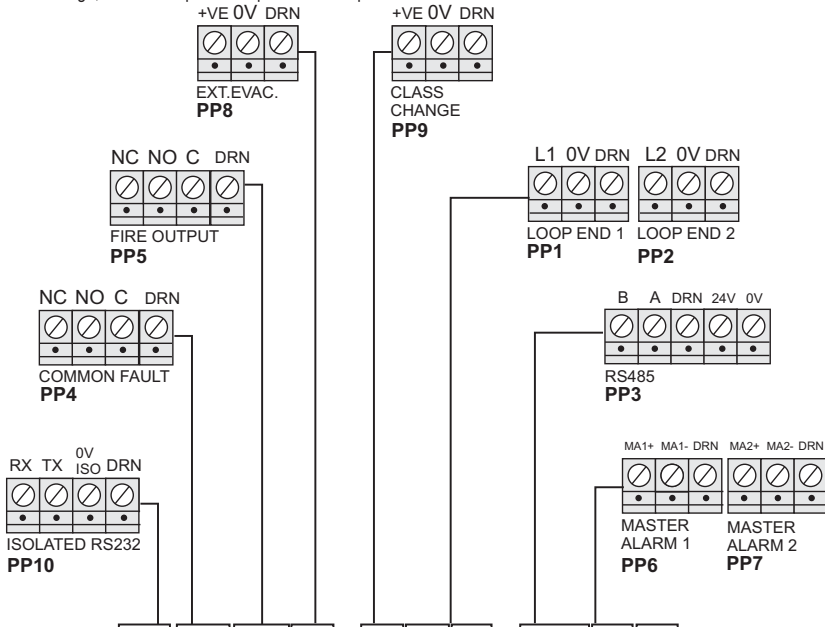 +VE 0V DRN
EXT.EVAC.
PP8
+VE 0V DRN
CLASS
CHANGE
PP9
NC NO C DRN
FIRE OUTPUT
PP5
L1 0V DRN
LOOP END 1
PP1
L2 0V DRN
LOOP END 2
PP2
NC NO C DRN
COMMON FAULT
PP4
B A DRN 24V 0V
RS485
PP3
RX TX 0V ISO DRN
ISOLATED RS232
PP10
MA1+ MA1- DRN
MASTER
ALARM 1
PP6
MA2+ MA2- DRN
MASTER
ALARM 2
PP7